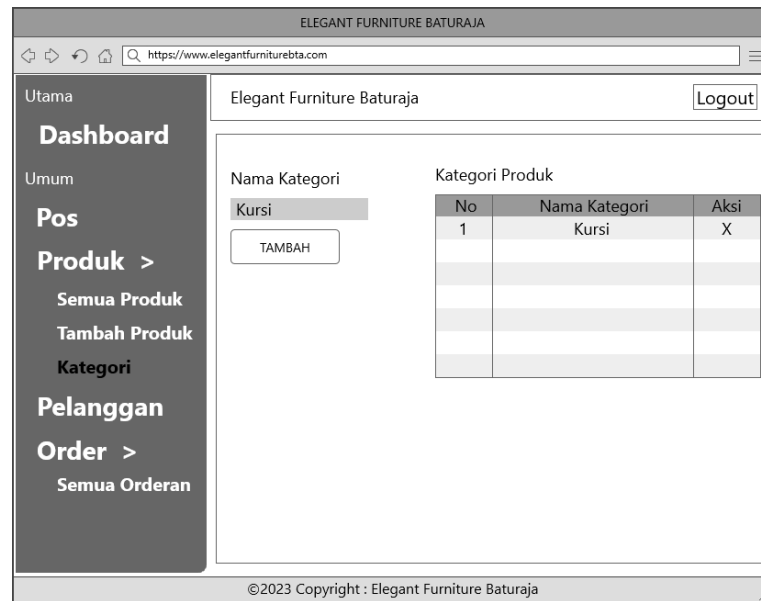 ELEGANT FURNITURE BATURAJA
https://www.elegantfurniturebta.com
Utama
Dashboard
Umum
Pos
Produk >
Semua Produk
Tambah Produk
Kategori
Pelanggan
Order >
Semua Orderan
Elegant Furniture Baturaja
Logout
Nama Kategori
Kursi
TAMBAH
Kategori Produk
No Nama Kategori Aksi
1 Kursi X
©2023 Copyright : Elegant Furniture Baturaja